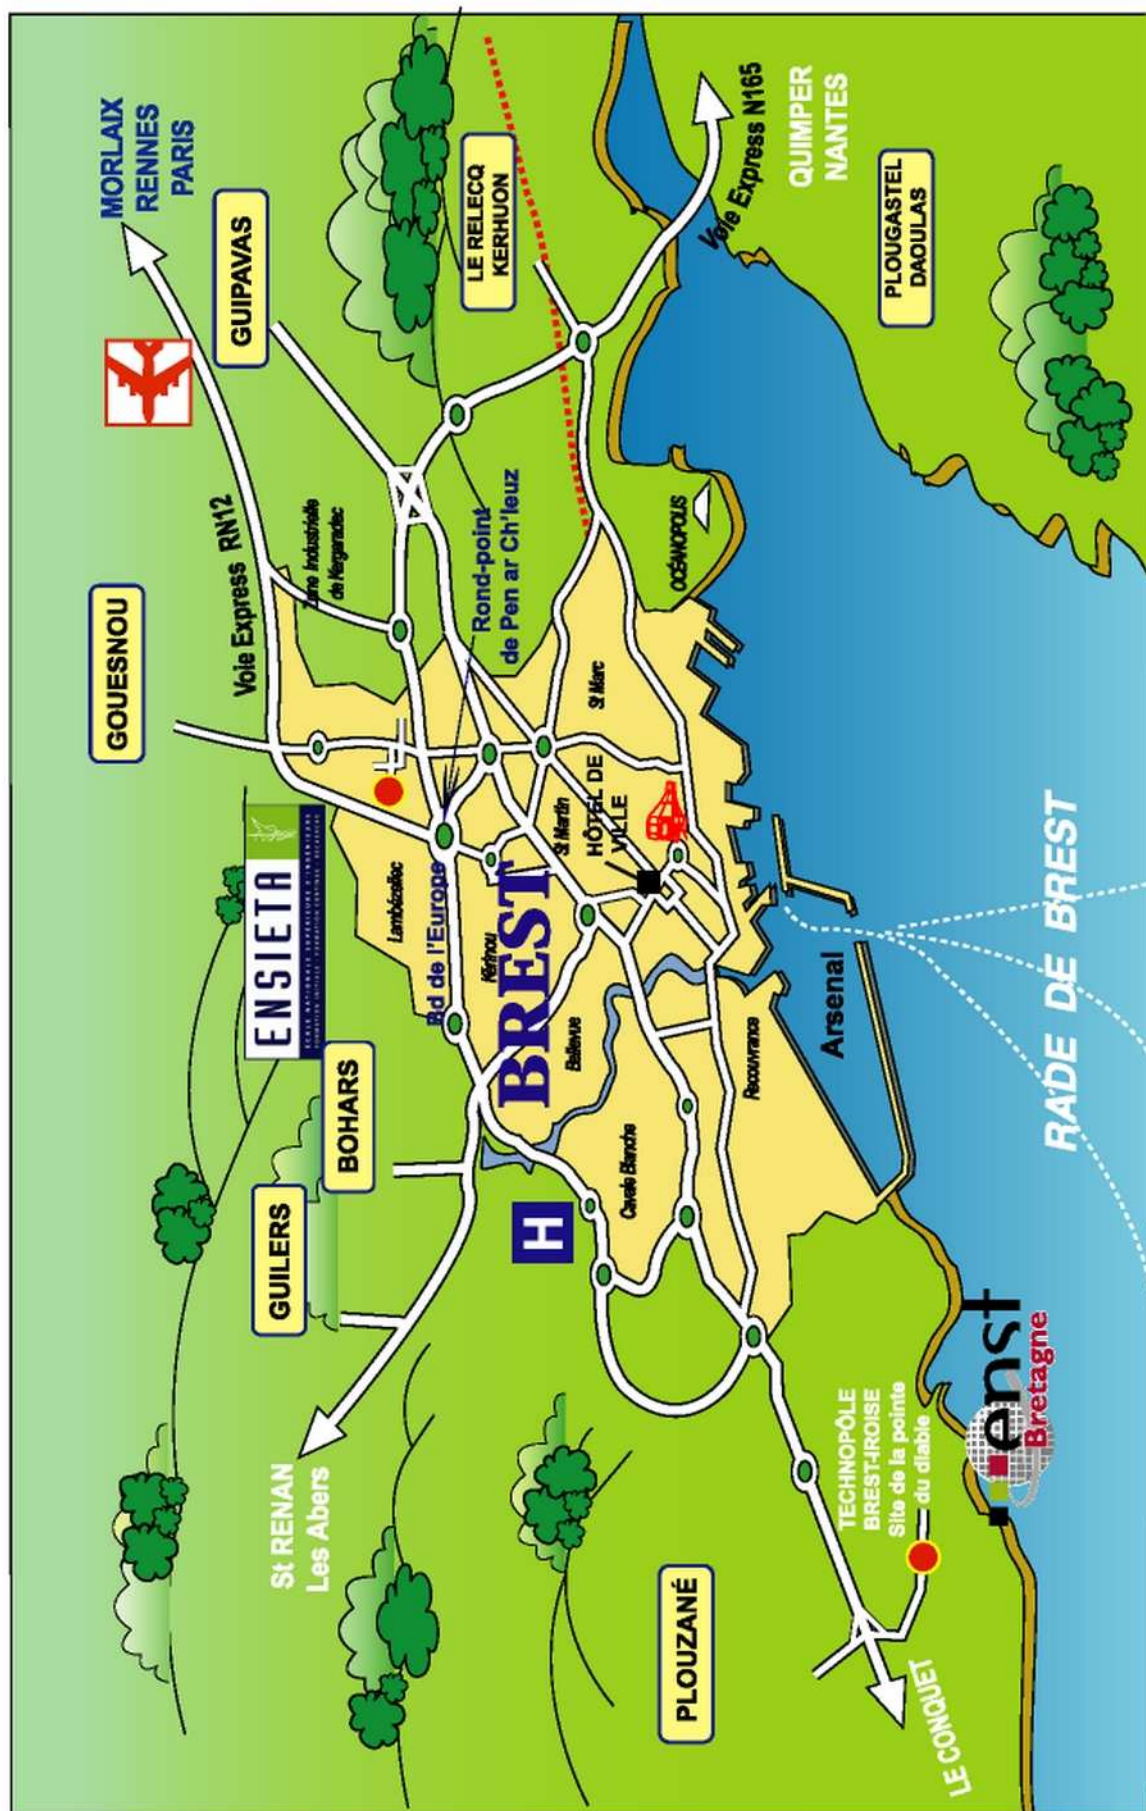 GOUESNOU
MORLAIX
RENNES
PARIS
Voie Express RN12
GUIPAVAS
Zone Industrielle
de Kergaradec
ENSIETA
BOHARS
GUILERS
St RENAN
Les Abers
Lambézellec
Bd de l'Europe
Rond-point
de Pen ar Ch'leuz
LE RELECQ
KERHUON
Kérinou
BREST
St Martin
HÔTEL DE
VILLE
St Marc
Bellevue
H
Cavale Blanche
Recouvrance
OCÉANOPOLIS
Voie Express N165
QUIMPER
NANTES
PLOUGASTEL
DAOULAS
Arsenal
RADE DE BREST
PLOUZANÉ
TECHNOPÔLE
BREST-IROISE
Site de la pointe
du diable
enst
Bretagne
LE CONQUET